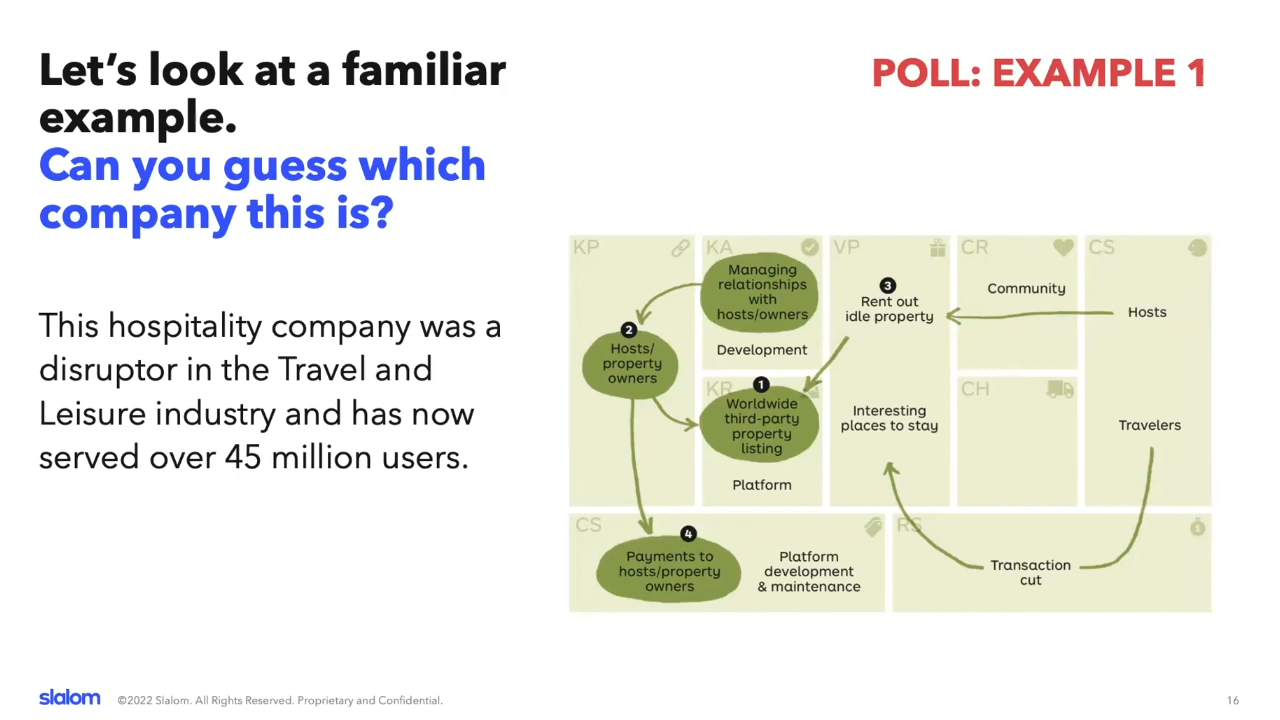 Let's look at a familiar
example.
Can you guess which
company this is?
POLL: EXAMPLE 1
This hospitality company was a
disruptor in the Travel and
Leisure industry and has now
served over 45 million users.
KP
2
Hosts/
property
owners
KA
Managing
relationships
with
hosts/owners
Development
KR
1
Worldwide
third-party
property
listing
Platform
VP
3
Rent out
idle property
Interesting
places to stay
CR
Community
CH
CS
Hosts
Travelers
CS
4
Payments to
hosts/property
owners
Platform
development
& maintenance
RS
Transaction
cut
slalom
©2022 Slalom. All Rights Reserved. Proprietary and Confidential.
16